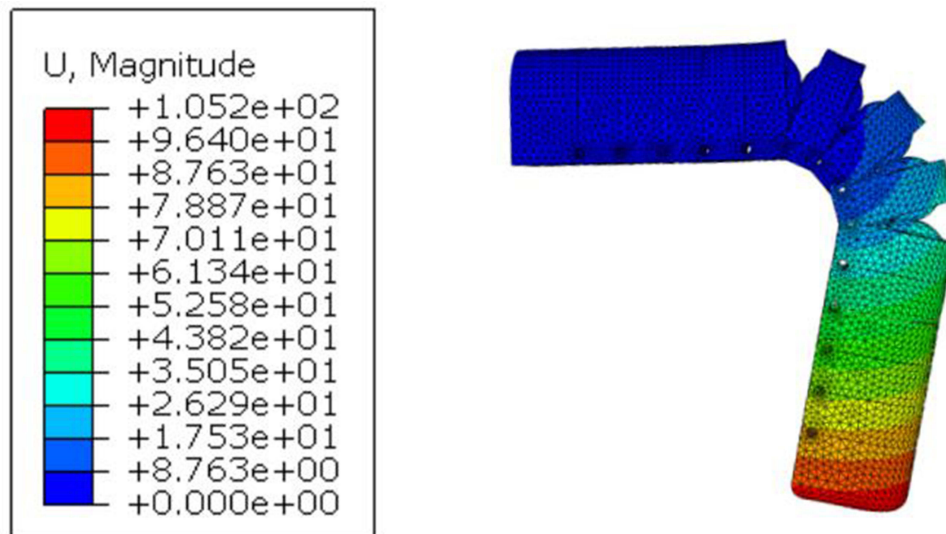 U, Magnitude
+1.052e+02
+9.640e+01
+8.763e+01
+7.887e+01
+7.011e+01
+6.134e+01
+5.258e+01
+4.382e+01
+3.505e+01
+2.629e+01
+1.753e+01
+8.763e+00
+0.000e+00